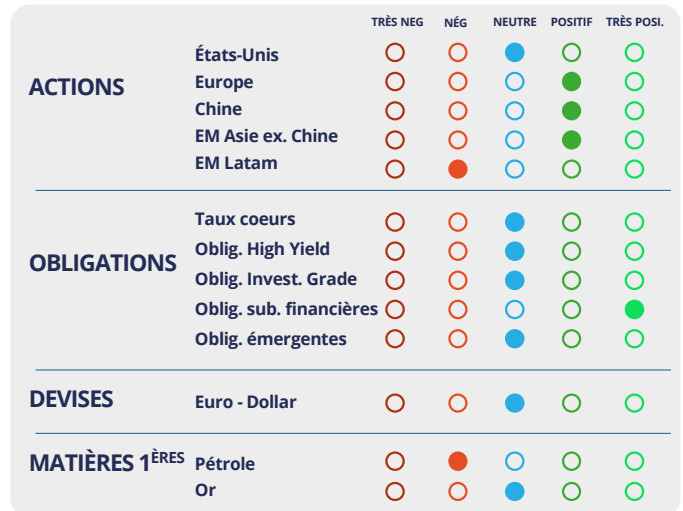 TRÈS NEG NÉG NEUTRE POSITIF TRÈS POSI.
ACTIONS
États-Unis
Europe
Chine
EM Asie ex. Chine
EM Latam
OBLIGATIONS
Taux coeurs
Oblig. High Yield
Oblig. Invest. Grade
Oblig. sub. financières
Oblig. émergentes
DEVISES
Euro - Dollar
MATIÈRES 1ÈRES
Pétrole
Or